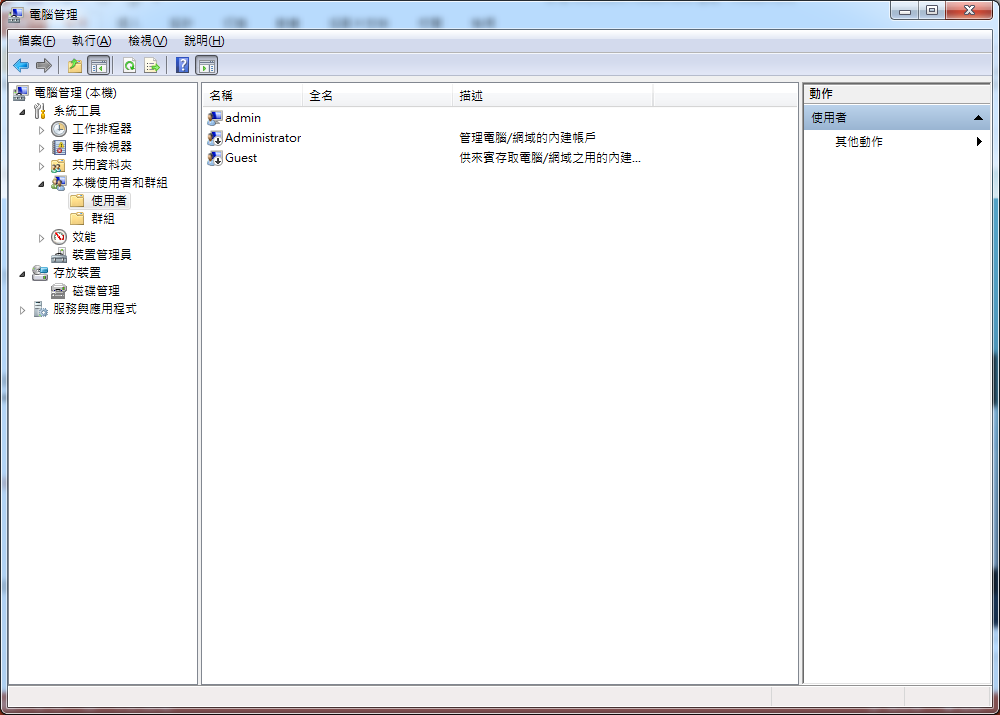 電腦管理
檔案(F) 執行(A) 檢視(V) 說明(H)
電腦管理 (本機)
系統工具
工作排程器
事件檢視器
共用資料夾
本機使用者和群組
使用者
群組
效能
裝置管理員
存放裝置
磁碟管理
服務與應用程式
名稱 全名 描述
admin
Administrator 管理電腦/網域的內建帳戶
Guest 供來賓存取電腦/網域之用的內建...
動作
使用者
其他動作